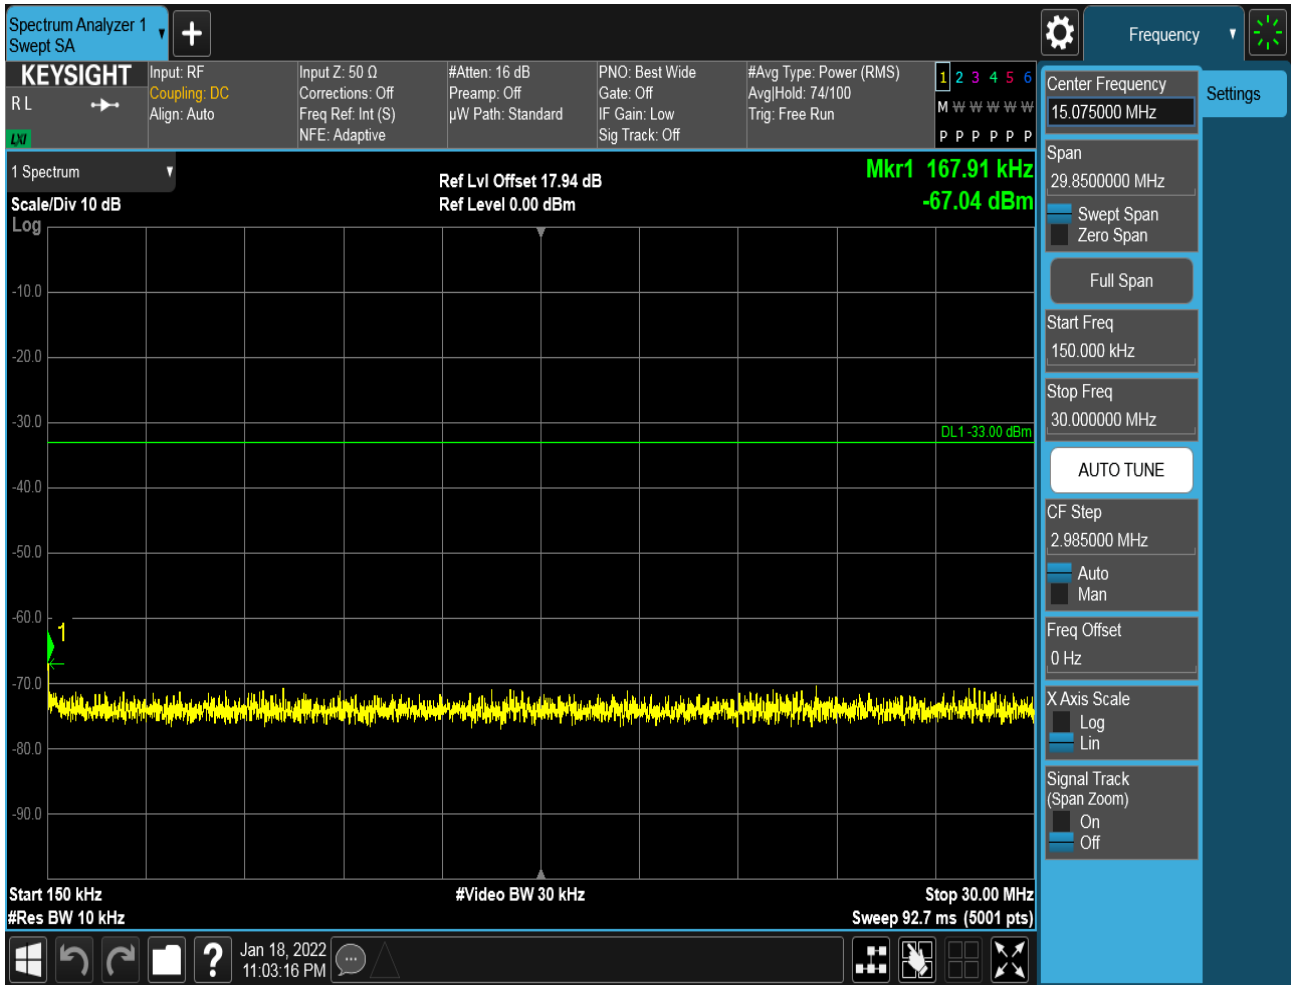 Spectrum Analyzer 1
Swept SA
Frequency
KEYSIGHT
R L
LXI
Input: RF
Coupling: DC
Align: Auto
Input Z: 50 Ω
Corrections: Off
Freq Ref: Int (S)
NFE: Adaptive
#Atten: 16 dB
Preamp: Off
µW Path: Standard
PNO: Best Wide
Gate: Off
IF Gain: Low
Sig Track: Off
#Avg Type: Power (RMS)
Avg|Hold: 74/100
Trig: Free Run
1 2 3 4 5 6
M W W W W W
P P P P P P
1 Spectrum
Scale/Div 10 dB
Log
Ref Lvl Offset 17.94 dB
Ref Level 0.00 dBm
Mkr1 167.91 kHz
-67.04 dBm
-10.0
-20.0
-30.0
DL1 -33.00 dBm
-40.0
-50.0
-60.0
1
-70.0
-80.0
-90.0
Start 150 kHz
#Video BW 30 kHz
Stop 30.00 MHz
#Res BW 10 kHz
Sweep 92.7 ms (5001 pts)
?
Jan 18, 2022
11:03:16 PM
Center Frequency
15.075000 MHz
Settings
Span
29.8500000 MHz
Swept Span
Zero Span
Full Span
Start Freq
150.000 kHz
Stop Freq
30.000000 MHz
AUTO TUNE
CF Step
2.985000 MHz
Auto
Man
Freq Offset
0 Hz
X Axis Scale
Log
Lin
Signal Track
(Span Zoom)
On
Off